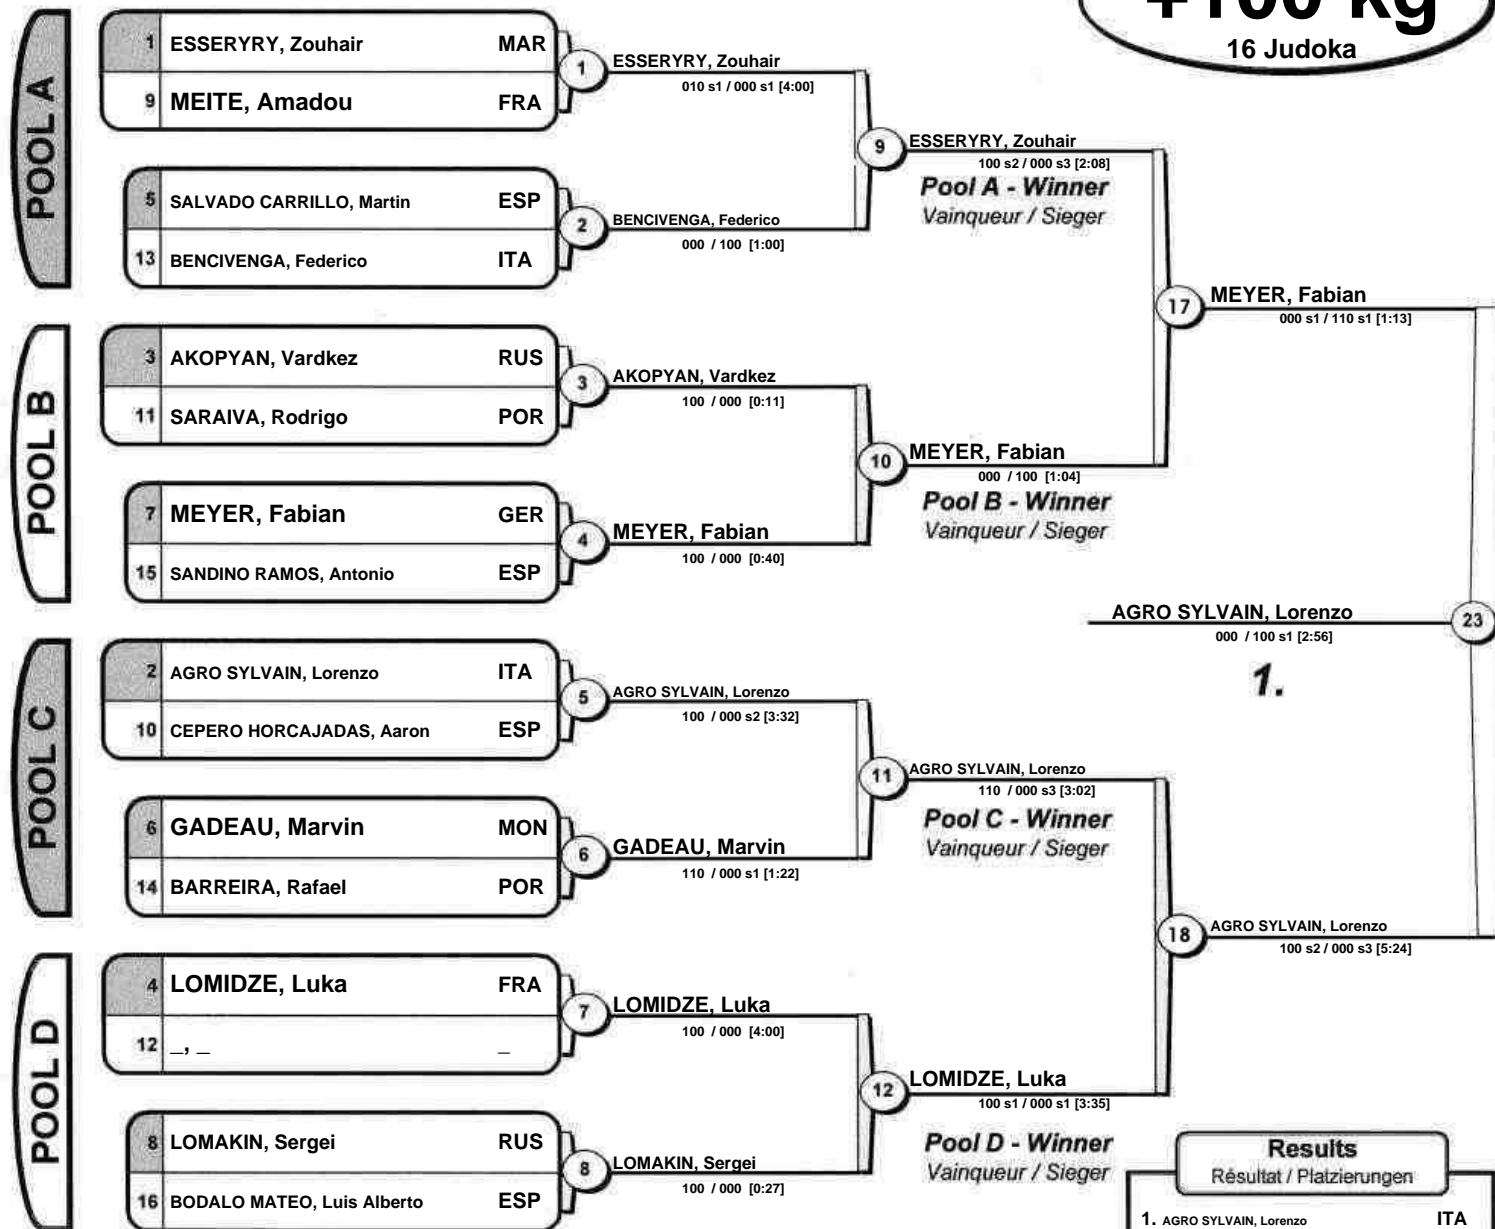 +100 kg
16 Judoka
POOL A
1 ESSERYRY, Zouhair MAR
9 MEITE, Amadou FRA
5 SALVADO CARRILLO, Martin ESP
13 BENCIVENGA, Federico ITA
1
ESSERYRY, Zouhair
010 s1 / 000 s1 [4:00]
2
BENCIVENGA, Federico
000 / 100 [1:00]
9
ESSERYRY, Zouhair
100 s2 / 000 s3 [2:08]
Pool A - Winner
Vainqueur / Sieger
POOL B
3 AKOPYAN, Vardkez RUS
11 SARAIVA, Rodrigo POR
7 MEYER, Fabian GER
15 SANDINO RAMOS, Antonio ESP
3
AKOPYAN, Vardkez
100 / 000 [0:11]
4
MEYER, Fabian
100 / 000 [0:40]
10
MEYER, Fabian
000 / 100 [1:04]
Pool B - Winner
Vainqueur / Sieger
17
MEYER, Fabian
000 s1 / 110 s1 [1:13]
AGRO SYLVAIN, Lorenzo
23
000 / 100 s1 [2:56]
1.
POOL C
2 AGRO SYLVAIN, Lorenzo ITA
10 CEPERO HORCAJADAS, Aaron ESP
6 GADEAU, Marvin MON
14 BARREIRA, Rafael POR
5
AGRO SYLVAIN, Lorenzo
100 / 000 s2 [3:32]
6
GADEAU, Marvin
110 / 000 s1 [1:22]
11
AGRO SYLVAIN, Lorenzo
110 / 000 s3 [3:02]
Pool C - Winner
Vainqueur / Sieger
18
AGRO SYLVAIN, Lorenzo
100 s2 / 000 s3 [5:24]
POOL D
4 LOMIDZE, Luka FRA
12 _, _ _
8 LOMAKIN, Sergei RUS
16 BODALO MATEO, Luis Alberto ESP
7
LOMIDZE, Luka
100 / 000 [4:00]
8
LOMAKIN, Sergei
100 / 000 [0:27]
12
LOMIDZE, Luka
100 s1 / 000 s1 [3:35]
Pool D - Winner
Vainqueur / Sieger
Results
Résultat / Platzierungen
1. AGRO SYLVAIN, Lorenzo ITA